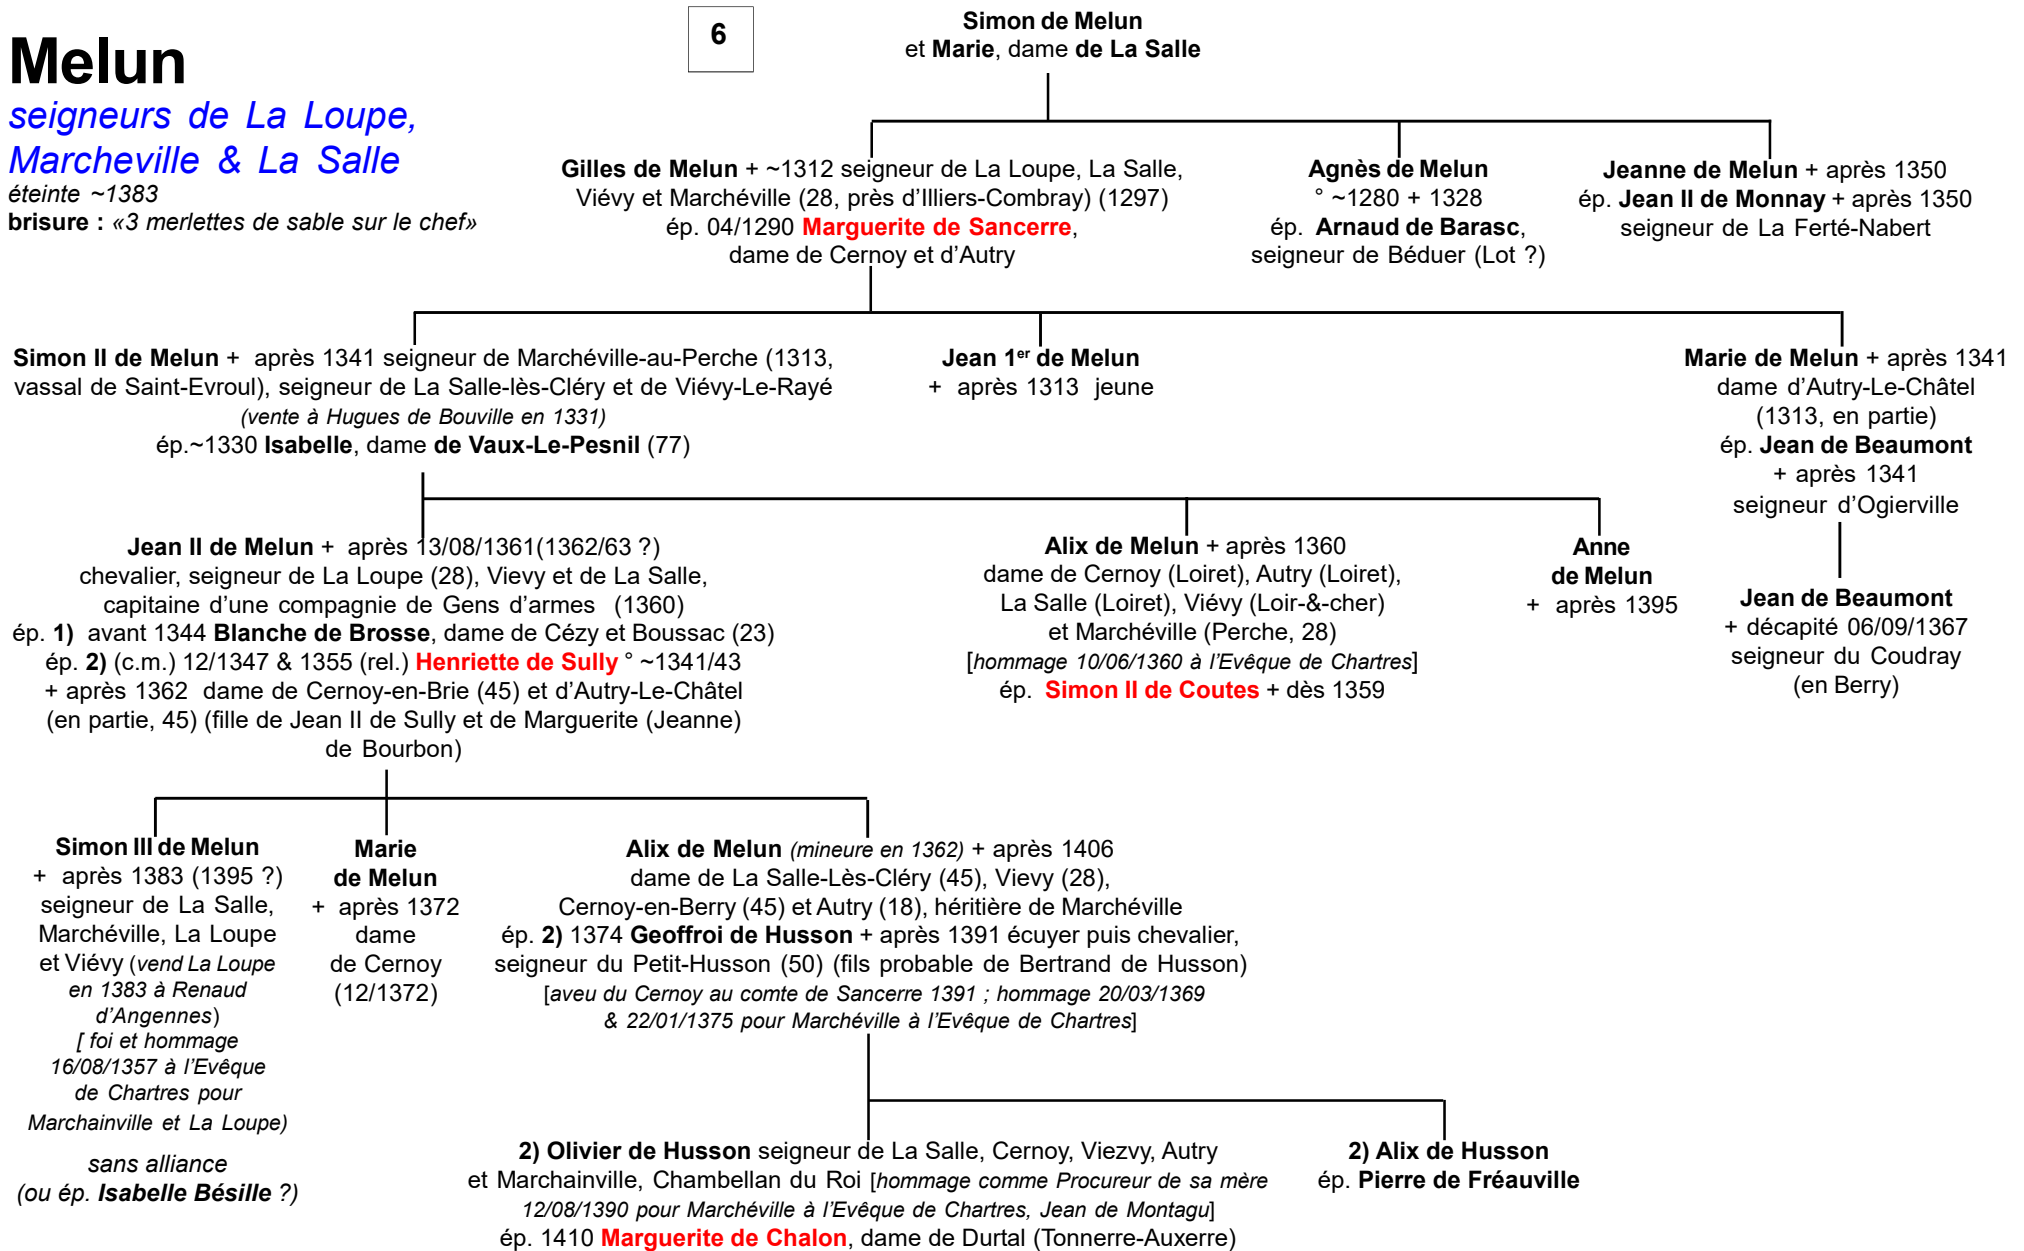 Melun
seigneurs de La Loupe,
Marcheville & La Salle
éteinte ~1383
brisure : «3 merlettes de sable sur le chef»
6
Simon de Melun
et Marie, dame de La Salle
Gilles de Melun + ~1312 seigneur de La Loupe, La Salle,
Viévy et Marchéville (28, près d'Illiers-Combray) (1297)
ép. 04/1290 Marguerite de Sancerre,
dame de Cernoy et d'Autry
Agnès de Melun
° ~1280 + 1328
ép. Arnaud de Barasc,
seigneur de Béduer (Lot ?)
Jeanne de Melun + après 1350
ép. Jean II de Monnay + après 1350
seigneur de La Ferté-Nabert
Simon II de Melun + après 1341 seigneur de Marchéville-au-Perche (1313,
vassal de Saint-Evroul), seigneur de La Salle-lès-Cléry et de Viévy-Le-Rayé
(vente à Hugues de Bouville en 1331)
ép.~1330 Isabelle, dame de Vaux-Le-Pesnil (77)
Jean 1er de Melun
+ après 1313 jeune
Marie de Melun + après 1341
dame d'Autry-Le-Châtel
(1313, en partie)
ép. Jean de Beaumont
+ après 1341
seigneur d'Ogierville
Jean II de Melun + après 13/08/1361(1362/63 ?)
chevalier, seigneur de La Loupe (28), Vievy et de La Salle,
capitaine d'une compagnie de Gens d'armes (1360)
ép. 1) avant 1344 Blanche de Brosse, dame de Cézy et Boussac (23)
ép. 2) (c.m.) 12/1347 & 1355 (rel.) Henriette de Sully ° ~1341/43
+ après 1362 dame de Cernoy-en-Brie (45) et d'Autry-Le-Châtel
(en partie, 45) (fille de Jean II de Sully et de Marguerite (Jeanne)
de Bourbon)
Alix de Melun + après 1360
dame de Cernoy (Loiret), Autry (Loiret),
La Salle (Loiret), Viévy (Loir-&-cher)
et Marchéville (Perche, 28)
[hommage 10/06/1360 à l'Evêque de Chartres]
ép. Simon II de Coutes + dès 1359
Anne
de Melun
+ après 1395
Jean de Beaumont
+ décapité 06/09/1367
seigneur du Coudray
(en Berry)
Simon III de Melun
+ après 1383 (1395 ?)
seigneur de La Salle,
Marchéville, La Loupe
et Viévy (vend La Loupe
en 1383 à Renaud
d'Angennes)
[ foi et hommage
16/08/1357 à l'Evêque
de Chartres pour
Marchainville et La Loupe)
sans alliance
(ou ép. Isabelle Bésille ?)
Marie
de Melun
+ après 1372
dame
de Cernoy
(12/1372)
Alix de Melun (mineure en 1362) + après 1406
dame de La Salle-Lès-Cléry (45), Vievy (28),
Cernoy-en-Berry (45) et Autry (18), héritière de Marchéville
ép. 2) 1374 Geoffroi de Husson + après 1391 écuyer puis chevalier,
seigneur du Petit-Husson (50) (fils probable de Bertrand de Husson)
[aveu du Cernoy au comte de Sancerre 1391 ; hommage 20/03/1369
& 22/01/1375 pour Marchéville à l'Evêque de Chartres]
2) Olivier de Husson seigneur de La Salle, Cernoy, Viezvy, Autry
et Marchainville, Chambellan du Roi [hommage comme Procureur de sa mère
12/08/1390 pour Marchéville à l'Evêque de Chartres, Jean de Montagu]
ép. 1410 Marguerite de Chalon, dame de Durtal (Tonnerre-Auxerre)
2) Alix de Husson
ép. Pierre de Fréauville